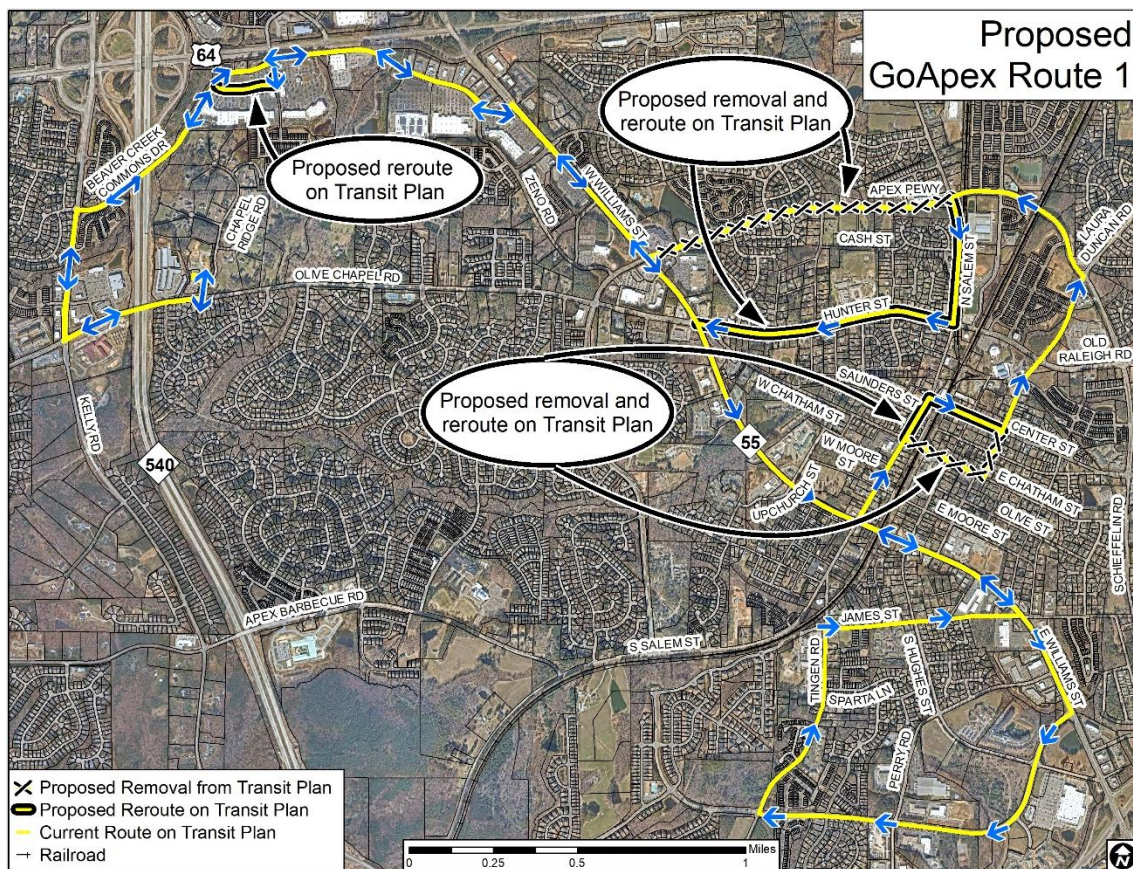 Proposed
GoApex Route 1
64
Proposed removal and
reroute on Transit Plan
Proposed reroute
on Transit Plan
BEAVER CREEK
COMMONS DR
CHAPEL
RIDGE RD
ZENO RD
W WILLIAMS ST
APEX PEWY
CASH ST
N SALEM ST
LAURA
DUNCAN RD
OLIVE CHAPEL RD
HUNTER ST
OLD
RALEIGH RD
Proposed removal and
reroute on Transit Plan
SAUNDERS ST
W CHATHAM ST
CENTER ST
W MOORE
ST
55
KELLY RD
540
UPCHURCH ST
E CHATHAM ST
OLIVE ST
E MOORE ST
SCHIEFFELIN RD
APEX BARBECUE RD
S SALEM ST
JAMES ST
TINGEN RD
S HUGHES ST
E WILLIAMS ST
SPARTA LN
PERRY RD
Proposed Removal from Transit Plan
Proposed Reroute on Transit Plan
Current Route on Transit Plan
Railroad
Miles
0 0.25 0.5 1
N